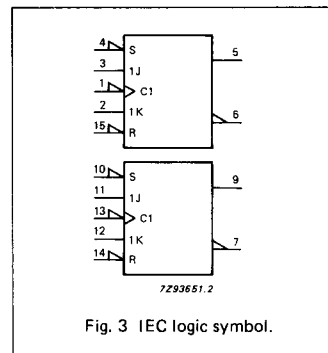 4 S 5
3 1J
1 C1
2 1K 6
15 R
10 S 9
11 1J
13 C1
12 1K 7
14 R
7Z93651.2
Fig. 3 IEC logic symbol.